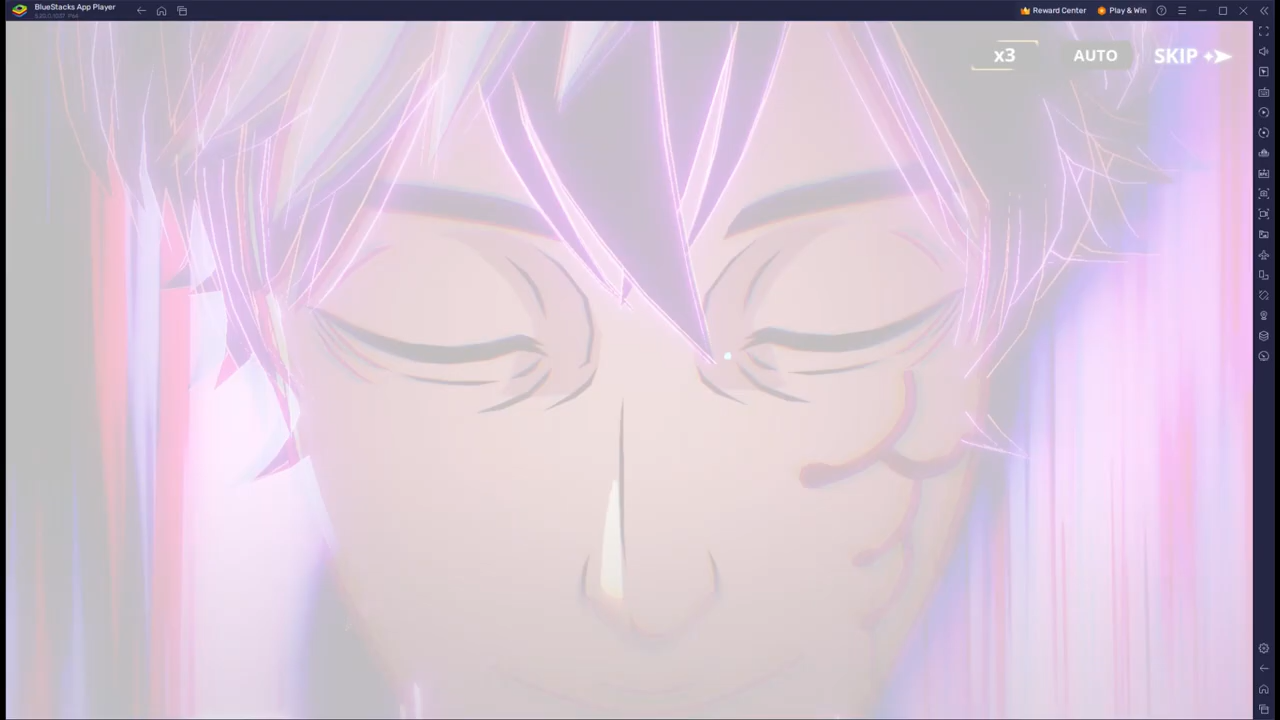 BlueStacks App Player
Reward Center
Play & Win
x3
AUTO
SKIP